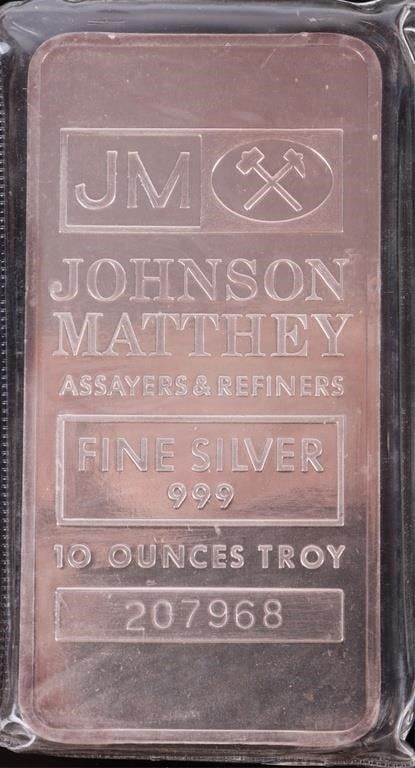 JM
JOHNSON
MATTHEY
ASSAYERS & REFINERS
FINE SILVER
999
10 OUNCES TROY
207968